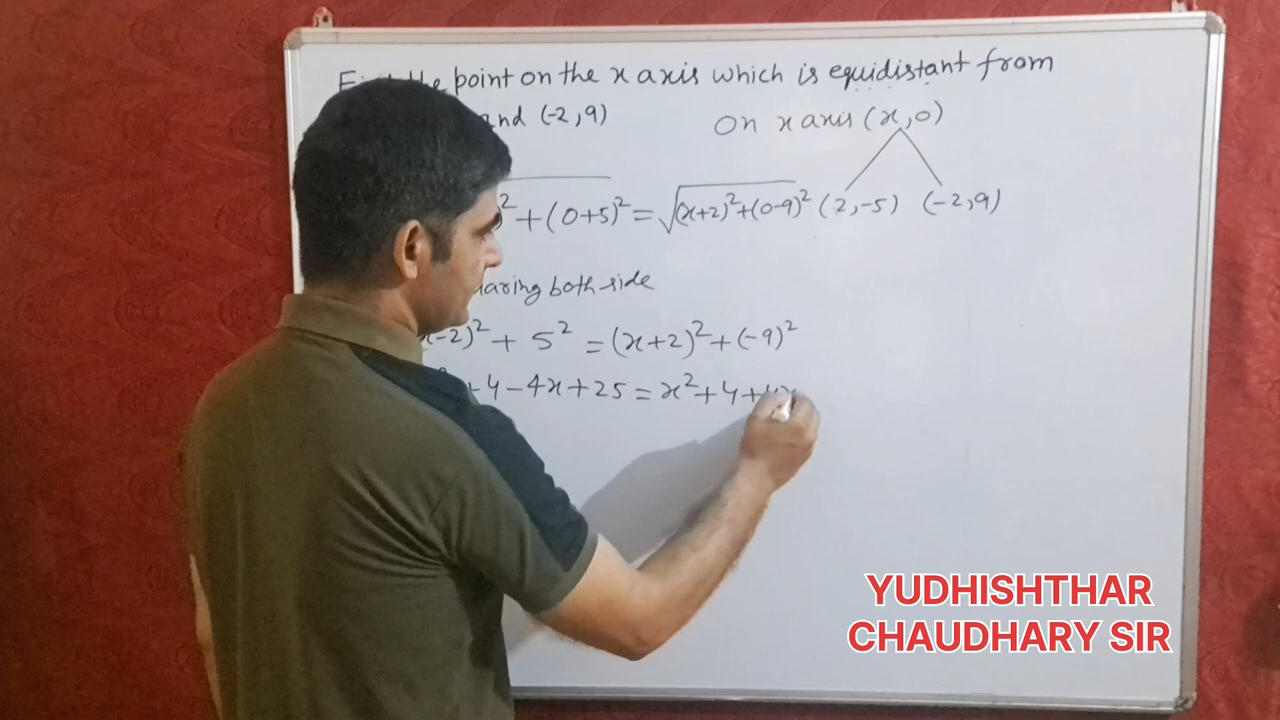 the point on the x axis which is equidistant from
and (-2,9)
On x axis (x,0)
² + (0+5)² = √(x+2)²+(0-9)² (2,-5) (-2,9)
aring both side
x-2)² + 5² = (x+2)² + (-9)²
+4-4x+25 = x²+4+4x
YUDHISHTHAR
CHAUDHARY SIR